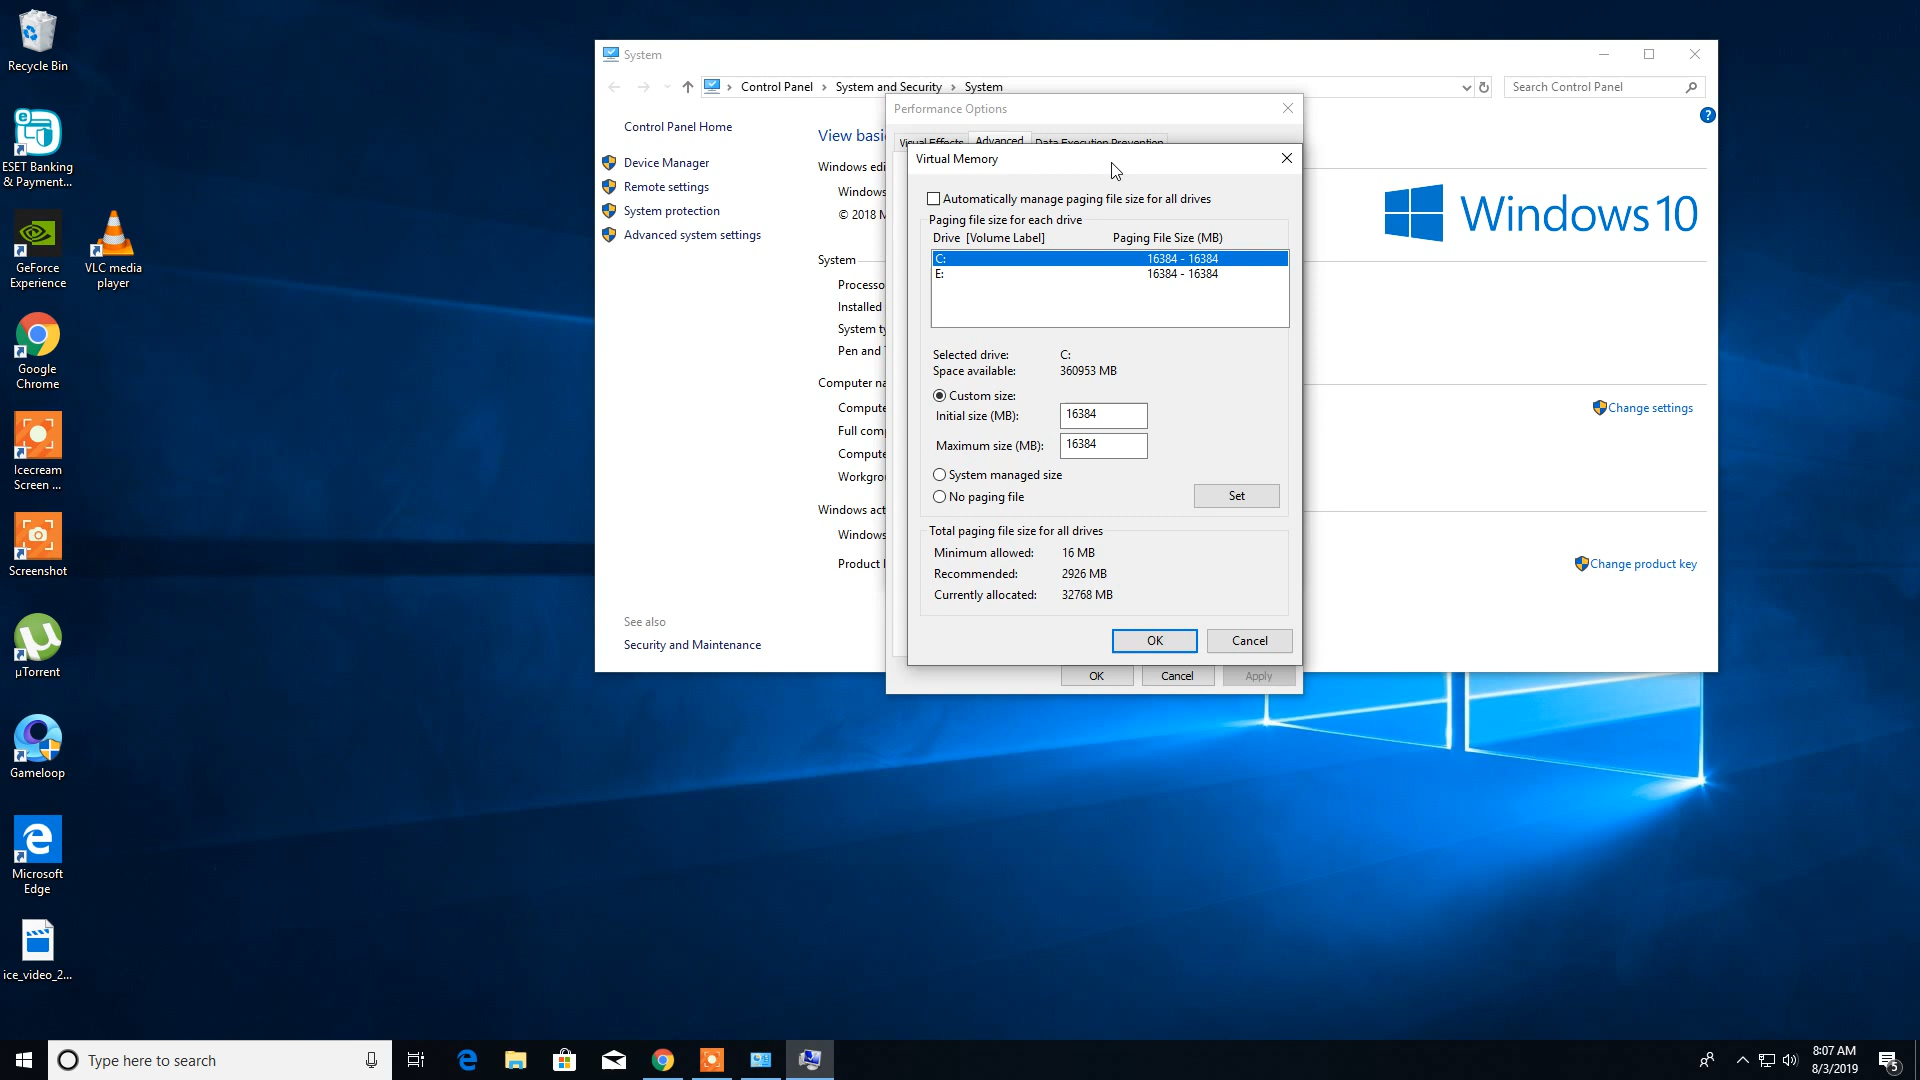 Recycle Bin
ESET Banking
& Payment...
GeForce
Experience
VLC media
player
Google
Chrome
Icecream
Screen ...
Screenshot
µTorrent
Gameloop
Microsoft
Edge
ice_video_2...
System
Control Panel > System and Security > System
Search Control Panel
Control Panel Home
Device Manager
Remote settings
System protection
Advanced system settings
See also
Security and Maintenance
View basi
Windows edi
Windows
© 2018 M
System
Processo
Installed
System ty
Pen and
Computer na
Compute
Full comp
Compute
Workgro
Windows act
Windows
Product I
Windows 10
Change settings
Change product key
Performance Options
Visual Effects Advanced Data Execution Prevention
Virtual Memory
Automatically manage paging file size for all drives
Paging file size for each drive
Drive [Volume Label] Paging File Size (MB)
C: 16384 - 16384
E: 16384 - 16384
Selected drive: C:
Space available: 360953 MB
Custom size:
Initial size (MB): 16384
Maximum size (MB): 16384
System managed size
No paging file
Set
Total paging file size for all drives
Minimum allowed: 16 MB
Recommended: 2926 MB
Currently allocated: 32768 MB
OK Cancel
OK Cancel Apply
Type here to search
8:07 AM
8/3/2019
5